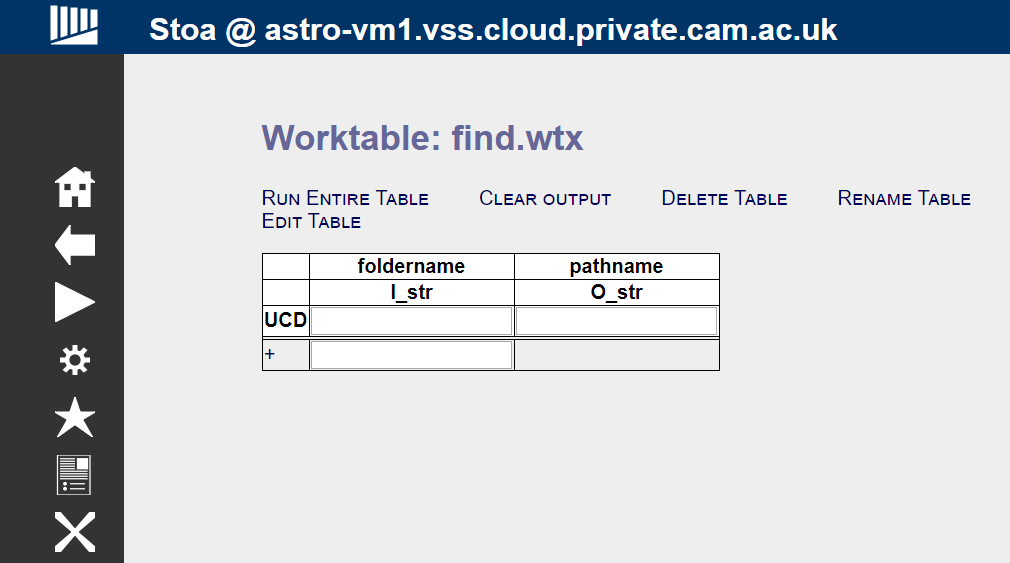 Stoa @ astro-vm1.vss.cloud.private.cam.ac.uk
Worktable: find.wtx
Run Entire Table Clear output Delete Table Rename Table
Edit Table
foldername pathname
I_str O_str
UCD
+